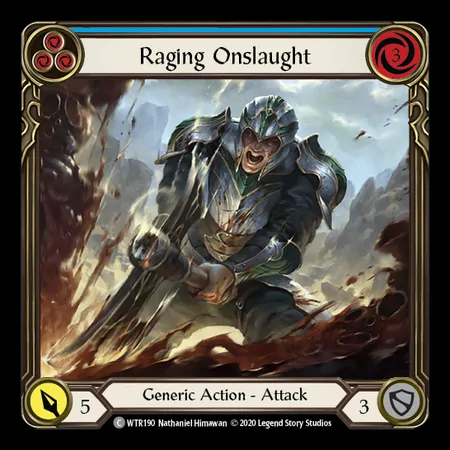 Raging Onslaught
3
5
Generic Action - Attack
3
C WTR190 Nathaniel Himawan © 2020 Legend Story Studios